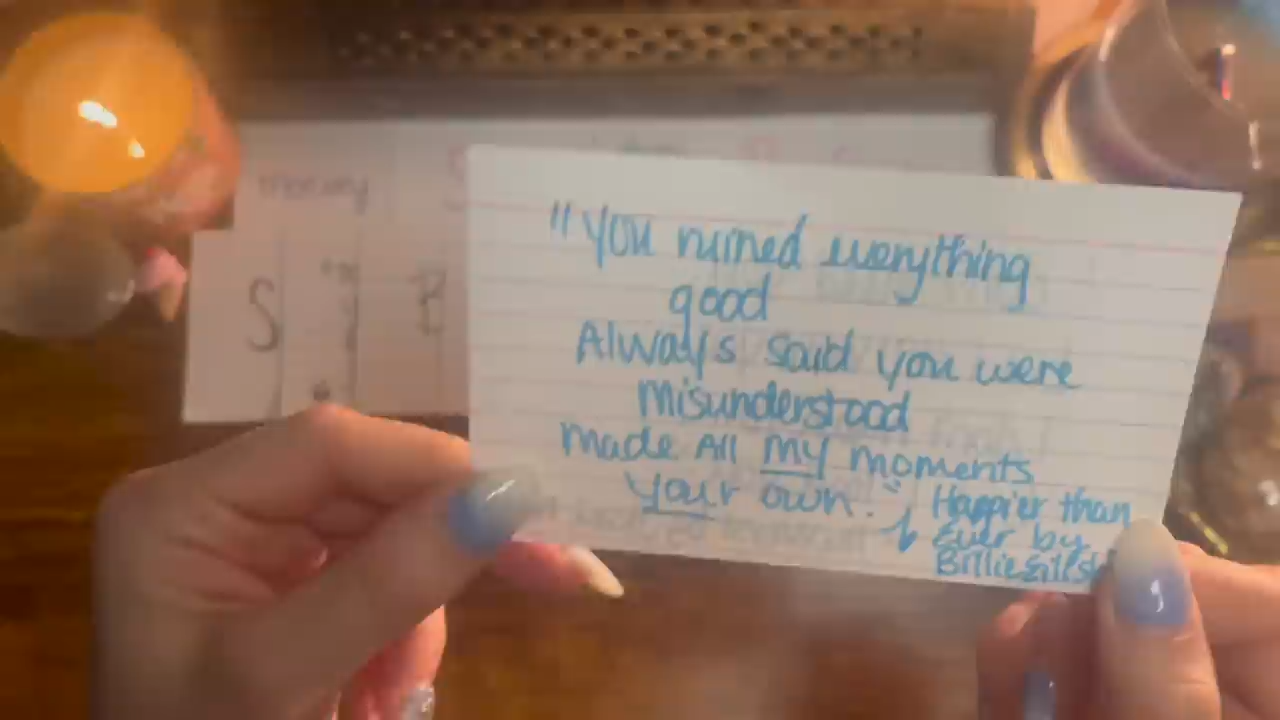 money
S B
"You ruined everything
good
Always said you were
Misunderstood
Made All my moments
your own."
↳ Happier than
Ever by
Billie Eilish